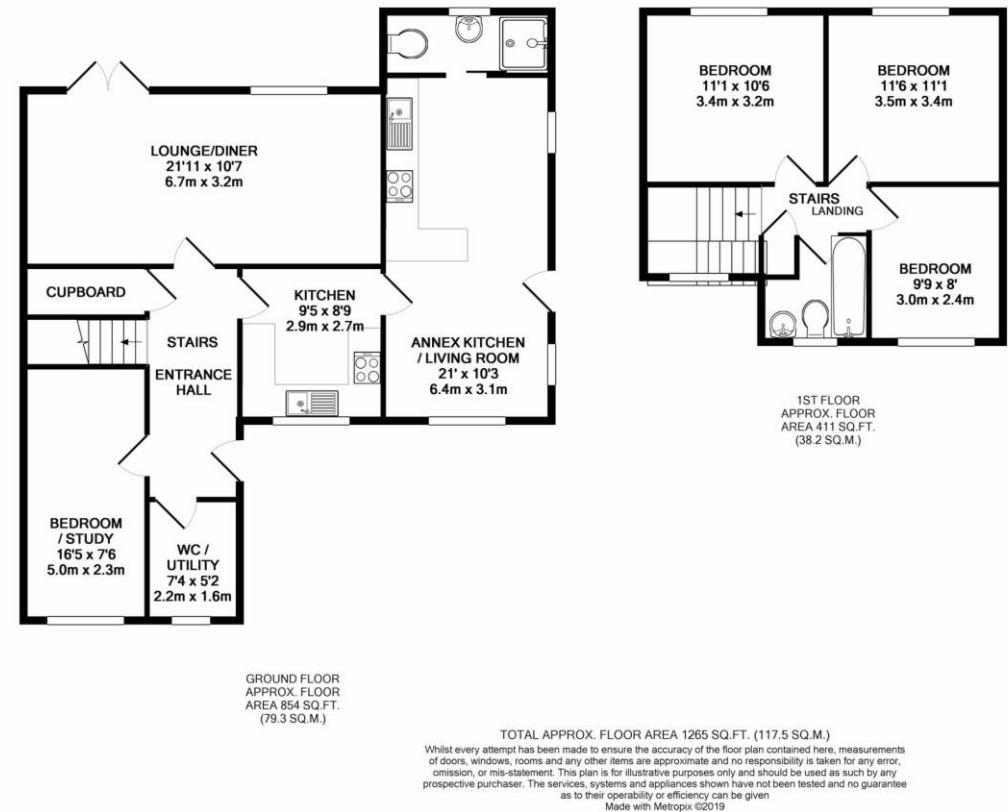 LOUNGE/DINER
21'11 x 10'7
6.7m x 3.2m
CUPBOARD
STAIRS
ENTRANCE
HALL
KITCHEN
9'5 x 8'9
2.9m x 2.7m
ANNEX KITCHEN
/ LIVING ROOM
21' x 10'3
6.4m x 3.1m
BEDROOM
/ STUDY
16'5 x 7'6
5.0m x 2.3m
WC /
UTILITY
7'4 x 5'2
2.2m x 1.6m
GROUND FLOOR
APPROX. FLOOR
AREA 854 SQ.FT.
(79.3 SQ.M.)
BEDROOM
11'1 x 10'6
3.4m x 3.2m
BEDROOM
11'6 x 11'1
3.5m x 3.4m
STAIRS
LANDING
BEDROOM
9'9 x 8'
3.0m x 2.4m
1ST FLOOR
APPROX. FLOOR
AREA 411 SQ.FT.
(38.2 SQ.M.)
TOTAL APPROX. FLOOR AREA 1265 SQ.FT. (117.5 SQ.M.)
Whilst every attempt has been made to ensure the accuracy of the floor plan contained here, measurements
of doors, windows, rooms and any other items are approximate and no responsibility is taken for any error,
omission, or mis-statement. This plan is for illustrative purposes only and should be used as such by any
prospective purchaser. The services, systems and appliances shown have not been tested and no guarantee
as to their operability or efficiency can be given
Made with Metropix ©2019